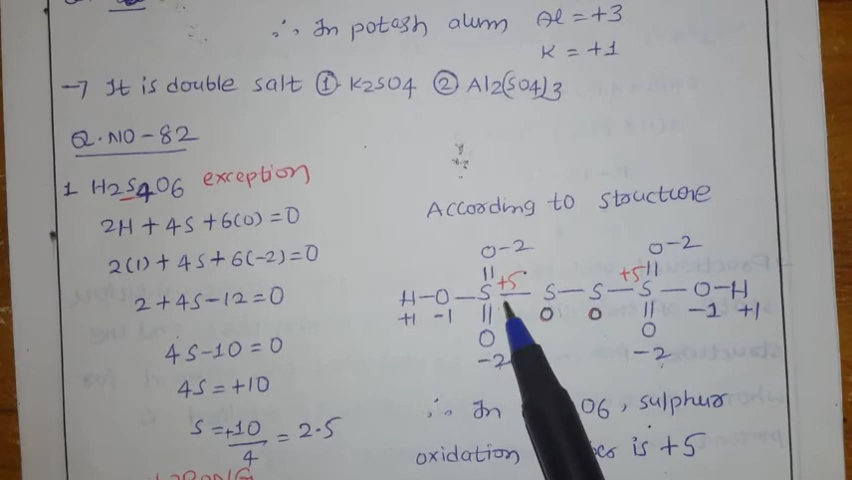 ∴ In potash alum Al = +3
K = +1
→ It is double salt ① K2SO4 ② Al2(SO4)3
Q.NO-82
1 H2S4O6 exception
2H + 4S + 6(O) = 0
2(1) + 4S + 6(-2) = 0
2 + 4S - 12 = 0
4S - 10 = 0
4S = +10
S = +10/4 = 2.5
WRONG
According to structure
O-2 O-2
|| +5 +5 ||
H-O-S-S-S-S-O-H
+1 -1 || 0 0 || -1 +1
O O
-2 -2
∴ In O6, sulphur
oxidation is +5